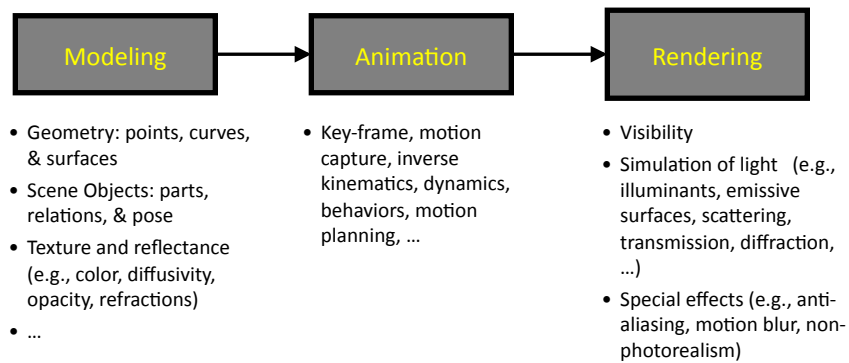 Modeling
Animation
Rendering
• Geometry: points, curves,
& surfaces
• Scene Objects: parts,
relations, & pose
• Texture and reflectance
(e.g., color, diffusivity,
opacity, refractions)
• ...
• Key-frame, motion
capture, inverse
kinematics, dynamics,
behaviors, motion
planning, ...
• Visibility
• Simulation of light (e.g.,
illuminants, emissive
surfaces, scattering,
transmission, diffraction,
...)
• Special effects (e.g., anti-
aliasing, motion blur, non-
photorealism)